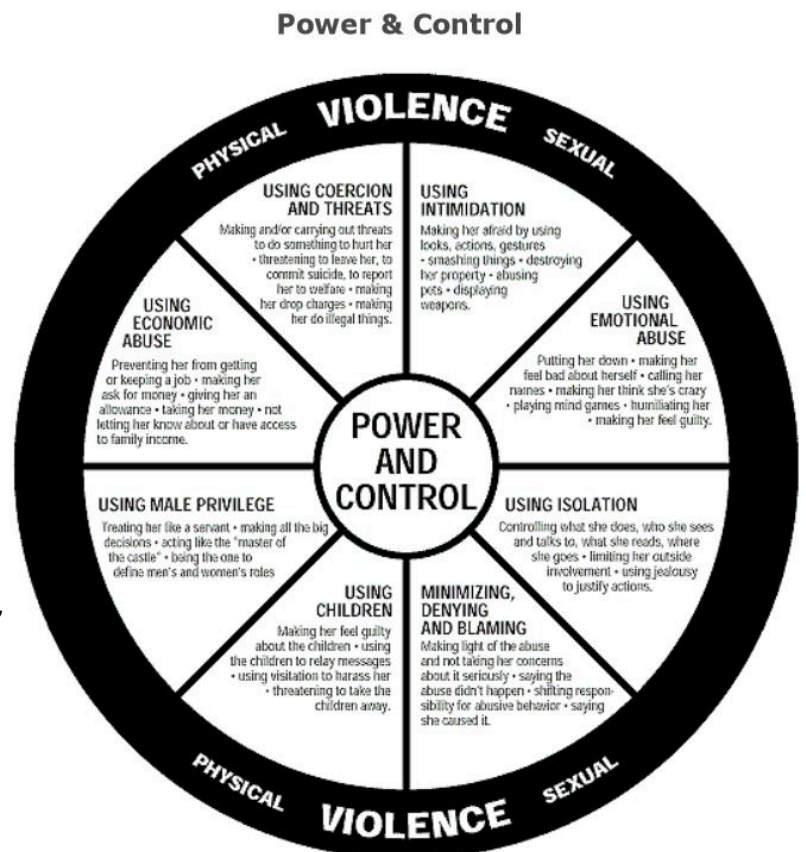 Power & Control
PHYSICAL VIOLENCE SEXUAL
USING COERCION
AND THREATS
Making and/or carrying out threats
to do something to hurt her
• threatening to leave her, to
commit suicide, to report
her to welfare • making
her drop charges • making
her do illegal things.
USING
INTIMIDATION
Making her afraid by using
looks, actions, gestures
• smashing things • destroying
her property • abusing
pets • displaying
weapons.
USING
EMOTIONAL
ABUSE
Putting her down • making her
feel bad about herself • calling her
names • making her think she's crazy
• playing mind games • humiliating her
• making her feel guilty.
USING ISOLATION
Controlling what she does, who she sees
and talks to, what she reads, where
she goes • limiting her outside
involvement • using jealousy
to justify actions.
MINIMIZING,
DENYING
AND BLAMING
Making light of the abuse
and not taking her concerns
about it seriously • saying the
abuse didn't happen • shifting respon-
sibility for abusive behavior • saying
she caused it.
USING
CHILDREN
Making her feel guilty
about the children • using
the children to relay messages
• using visitation to harass her
• threatening to take the
children away.
USING MALE PRIVILEGE
Treating her like a servant • making all the big
decisions • acting like the "master of
the castle" • being the one to
define men's and women's roles
USING
ECONOMIC
ABUSE
Preventing her from getting
or keeping a job • making her
ask for money • giving her an
allowance • taking her money • not
letting her know about or have access
to family income.
POWER
AND
CONTROL
PHYSICAL VIOLENCE SEXUAL